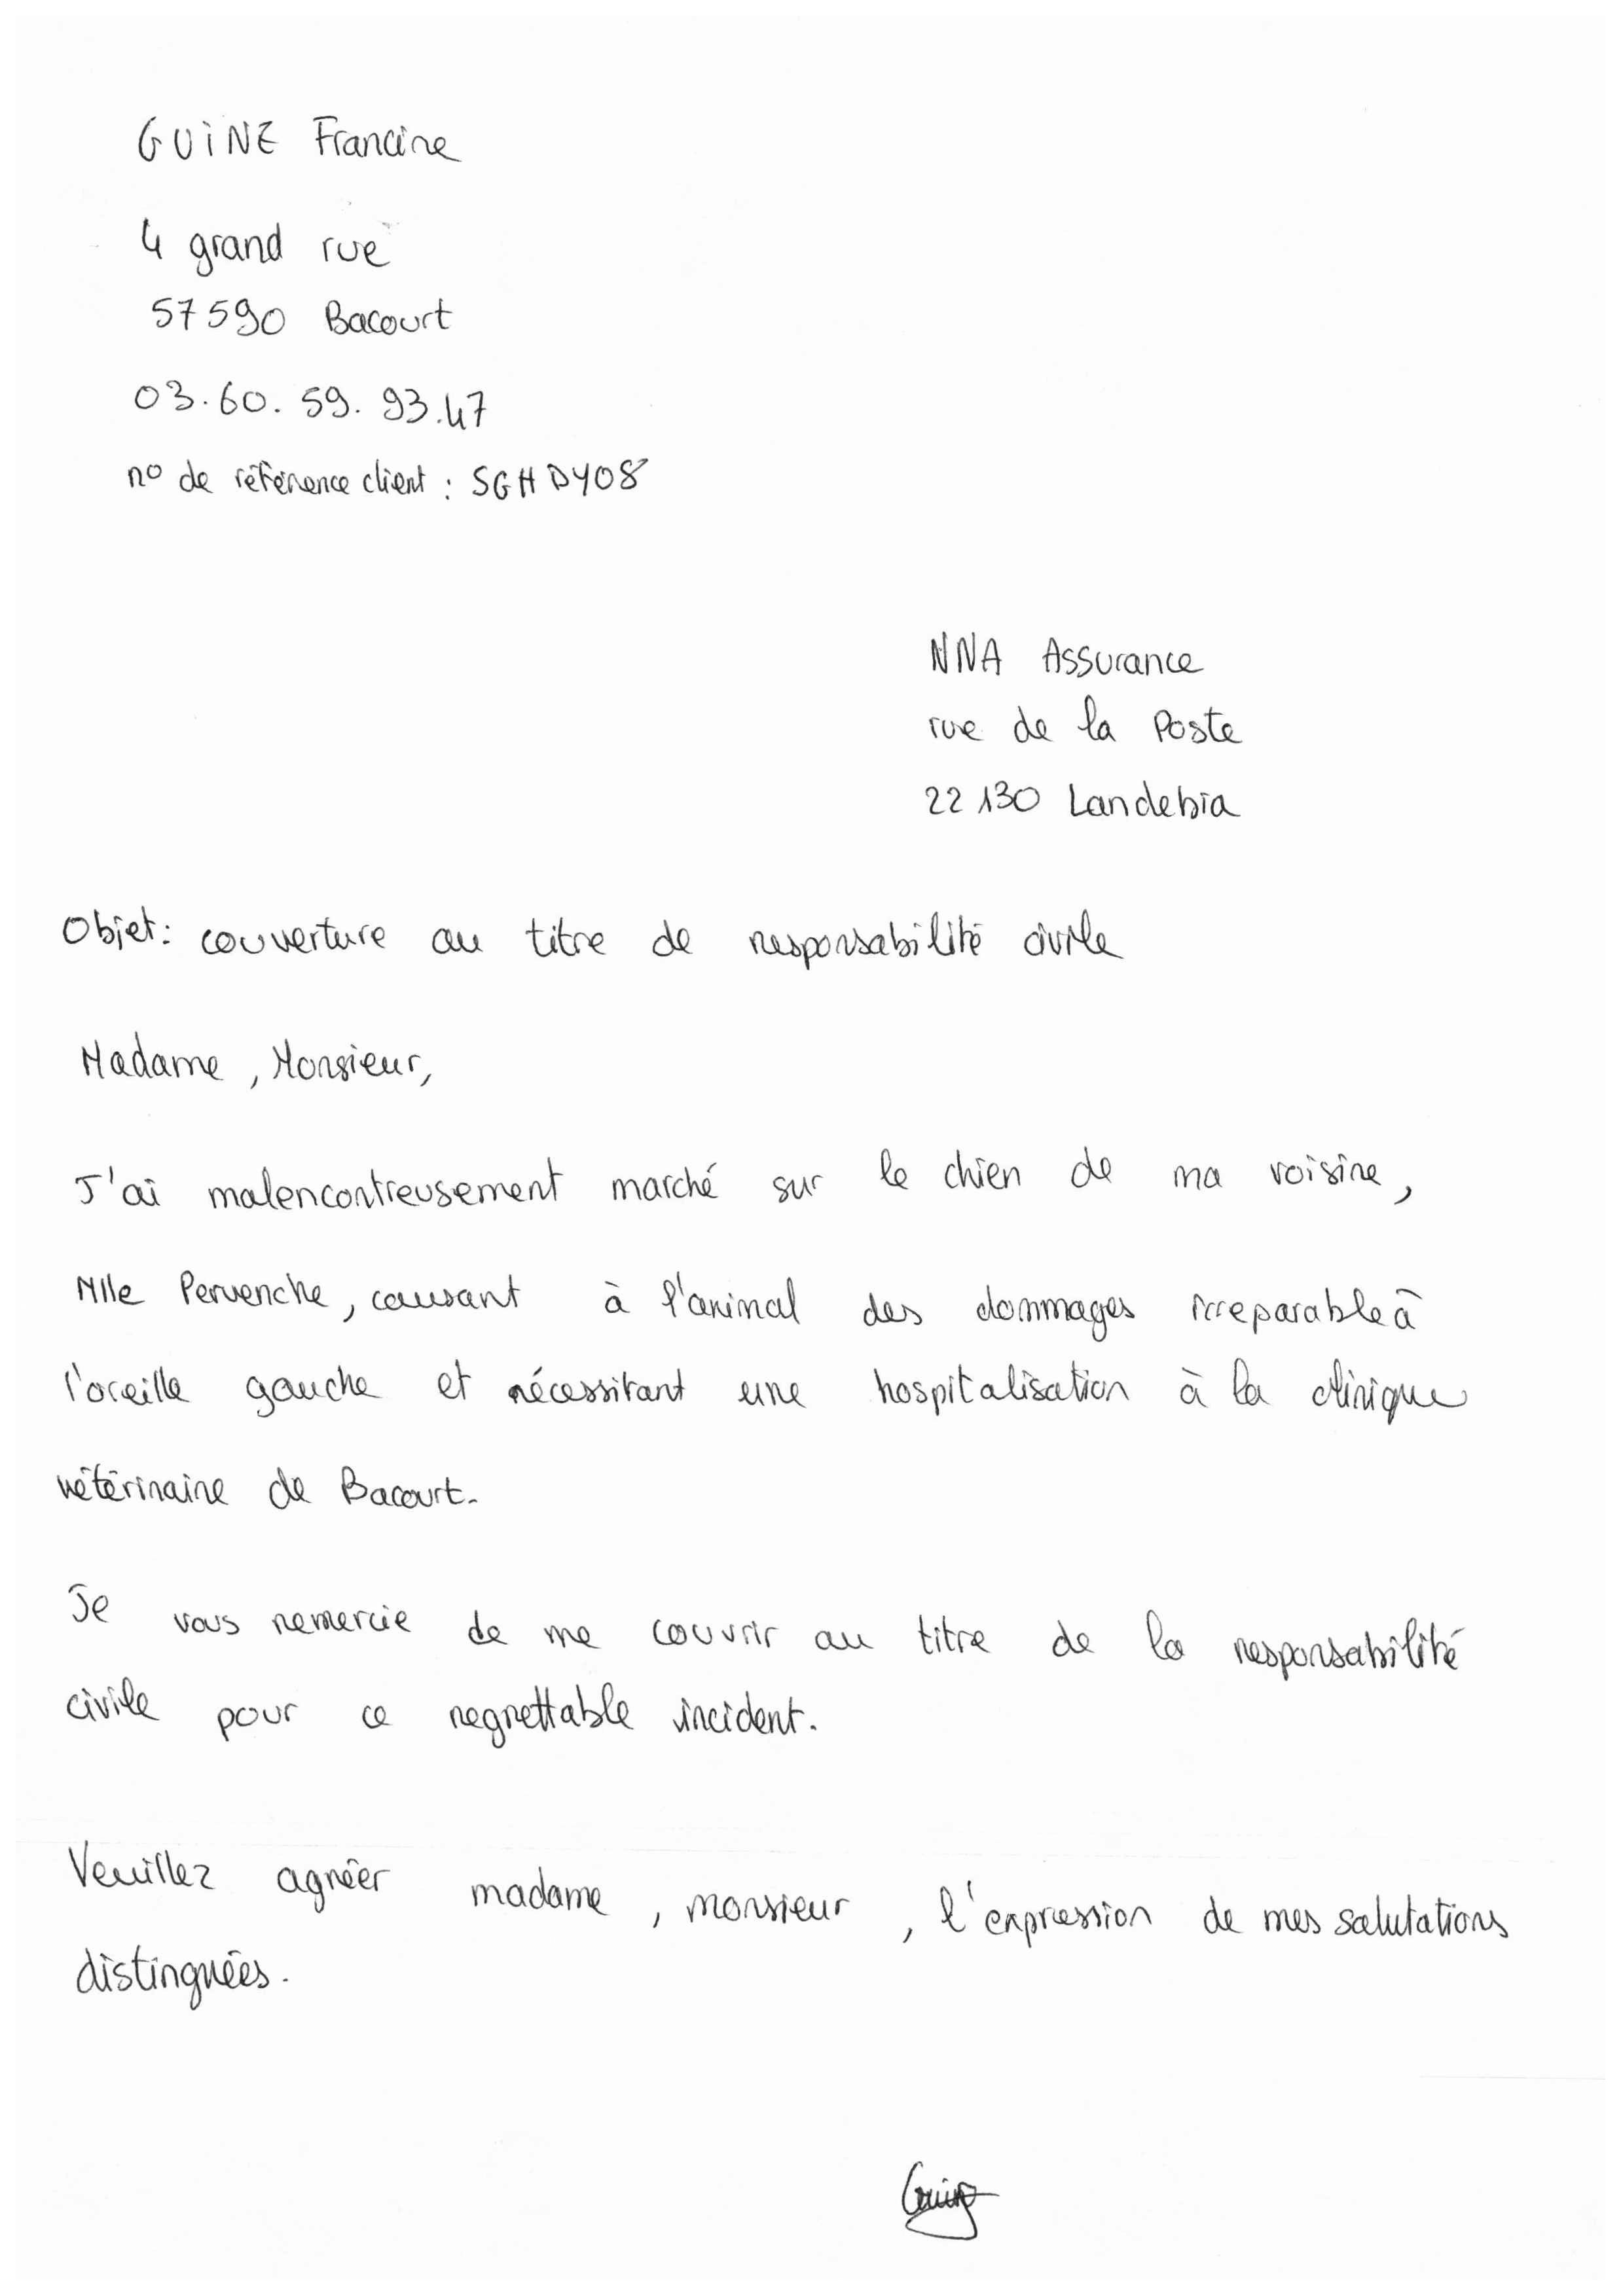 GUINE Francine
4 grand rue
57590 Bacourt
03.60.59.93.47
no de référence client : SGHDY08
NNA Assurance
rue de la Poste
22130 Landebia
Objet : couverture au titre de responsabilité civile
Madame, Monsieur,
J'ai malencontreusement marché sur le chien de ma voisine,
Mlle Pervenche, causant à l'animal des dommages irreparable à
l'oreille gauche et nécessitant une hospitalisation à la clinique
vétérinaire de Bacourt.
Je vous remercie de me couvrir au titre de la responsabilité
civile pour ce regrettable incident.
Veuillez agréer madame, monsieur, l'expression de mes salutations
distinguées.